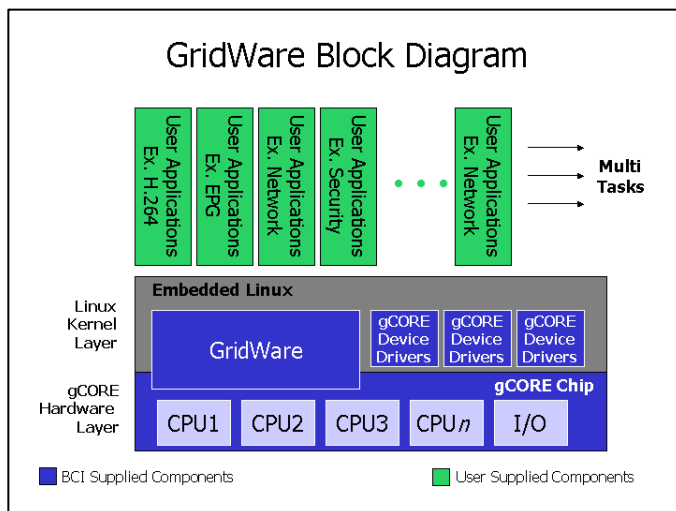 GridWare Block Diagram
User Applications
Ex. H.264
User Applications
Ex. EPG
User Applications
Ex. Network
User Applications
Ex. Security
User Applications
Ex. Network
Multi
Tasks
Linux
Kernel
Layer
Embedded Linux
GridWare
gCORE
Device
Drivers
gCORE
Device
Drivers
gCORE
Device
Drivers
gCORE
Hardware
Layer
gCORE Chip
CPU1
CPU2
CPU3
CPUn
I/O
BCI Supplied Components
User Supplied Components